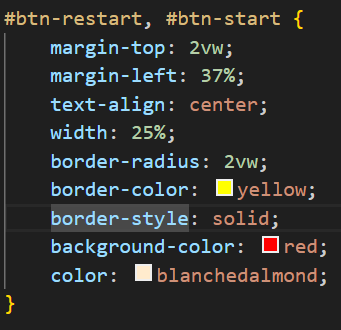 #btn-restart, #btn-start {
margin-top: 2vw;
margin-left: 37%;
text-align: center;
width: 25%;
border-radius: 2vw;
border-color: yellow;
border-style: solid;
background-color: red;
color: blanchedalmond;
}